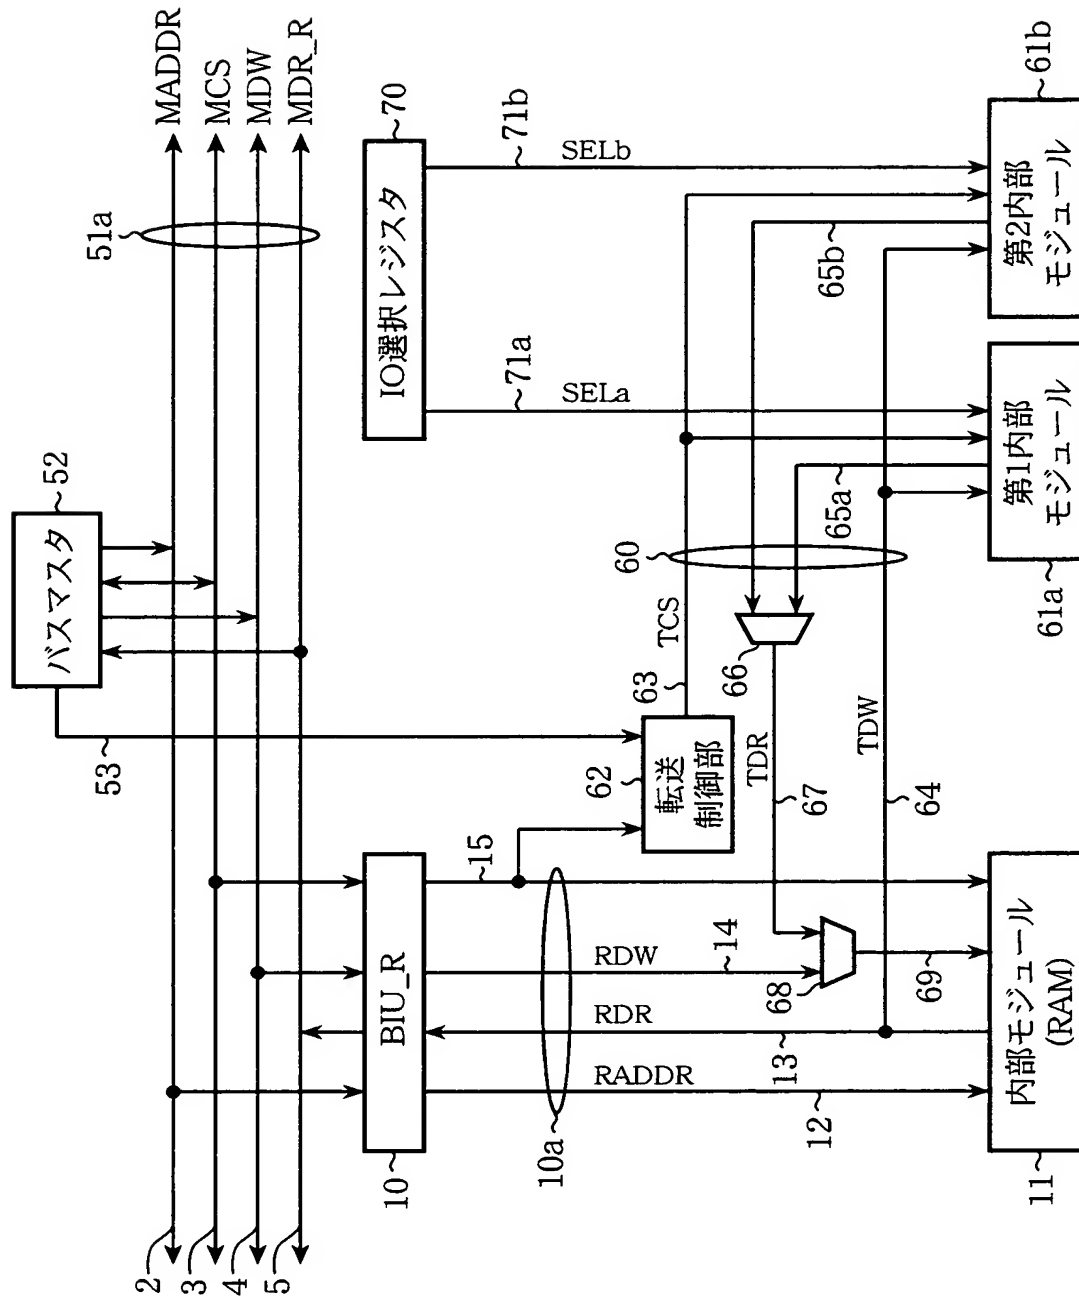 バスマスタ
52
53
51a
MADDR
MCS
MDW
MDR_R
2
3
4
5
BIU_R
10
10a
15
RDW
14
RDR
13
RADDR
12
転送
制御部
62
63
TCS
60
IO選択レジスタ
70
71a
SELa
71b
SELb
66
TDR
67
68
69
TDW
64
65a
65b
内部モジュール
(RAM)
11
第1内部
モジュール
61a
第2内部
モジュール
61b